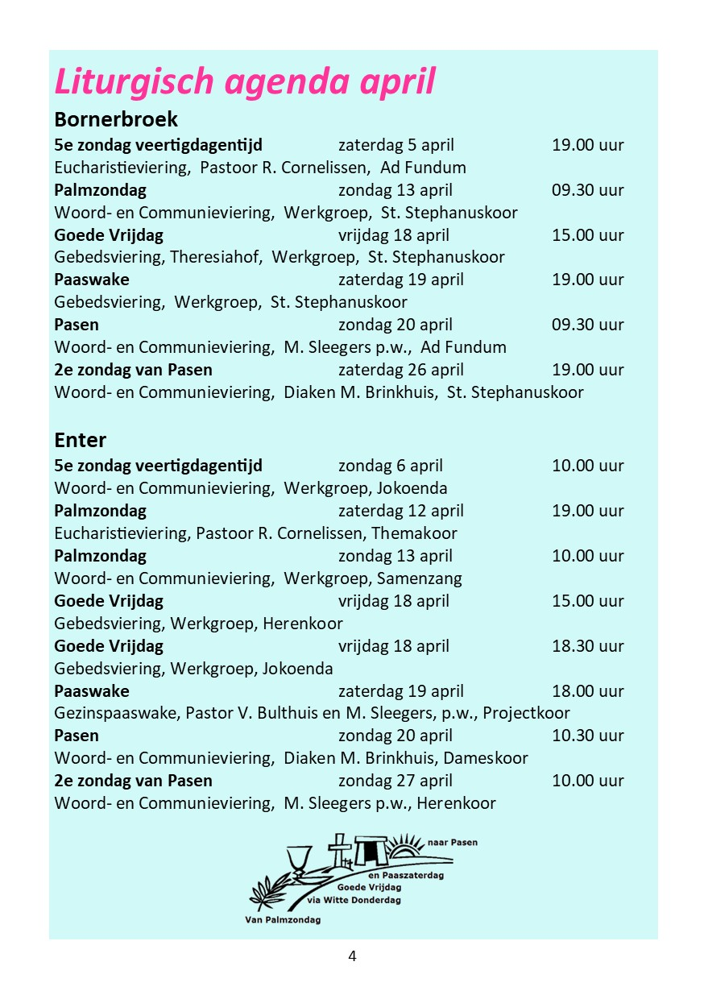 Liturgisch agenda april
Bornerbroek
5e zondag veertigdagentijd zaterdag 5 april 19.00 uur
Eucharistieviering, Pastoor R. Cornelissen, Ad Fundum
Palmzondag zondag 13 april 09.30 uur
Woord- en Communieviering, Werkgroep, St. Stephanuskoor
Goede Vrijdag vrijdag 18 april 15.00 uur
Gebedsviering, Theresiahof, Werkgroep, St. Stephanuskoor
Paaswake zaterdag 19 april 19.00 uur
Gebedsviering, Werkgroep, St. Stephanuskoor
Pasen zondag 20 april 09.30 uur
Woord- en Communieviering, M. Sleegers p.w., Ad Fundum
2e zondag van Pasen zaterdag 26 april 19.00 uur
Woord- en Communieviering, Diaken M. Brinkhuis, St. Stephanuskoor
Enter
5e zondag veertigdagentijd zondag 6 april 10.00 uur
Woord- en Communieviering, Werkgroep, Jokoenda
Palmzondag zaterdag 12 april 19.00 uur
Eucharistieviering, Pastoor R. Cornelissen, Themakoor
Palmzondag zondag 13 april 10.00 uur
Woord- en Communieviering, Werkgroep, Samenzang
Goede Vrijdag vrijdag 18 april 15.00 uur
Gebedsviering, Werkgroep, Herenkoor
Goede Vrijdag vrijdag 18 april 18.30 uur
Gebedsviering, Werkgroep, Jokoenda
Paaswake zaterdag 19 april 18.00 uur
Gezinspaaswake, Pastor V. Bulthuis en M. Sleegers, p.w., Projectkoor
Pasen zondag 20 april 10.30 uur
Woord- en Communieviering, Diaken M. Brinkhuis, Dameskoor
2e zondag van Pasen zondag 27 april 10.00 uur
Woord- en Communieviering, M. Sleegers p.w., Herenkoor
naar Pasen
en Paaszaterdag
Goede Vrijdag
via Witte Donderdag
Van Palmzondag
4